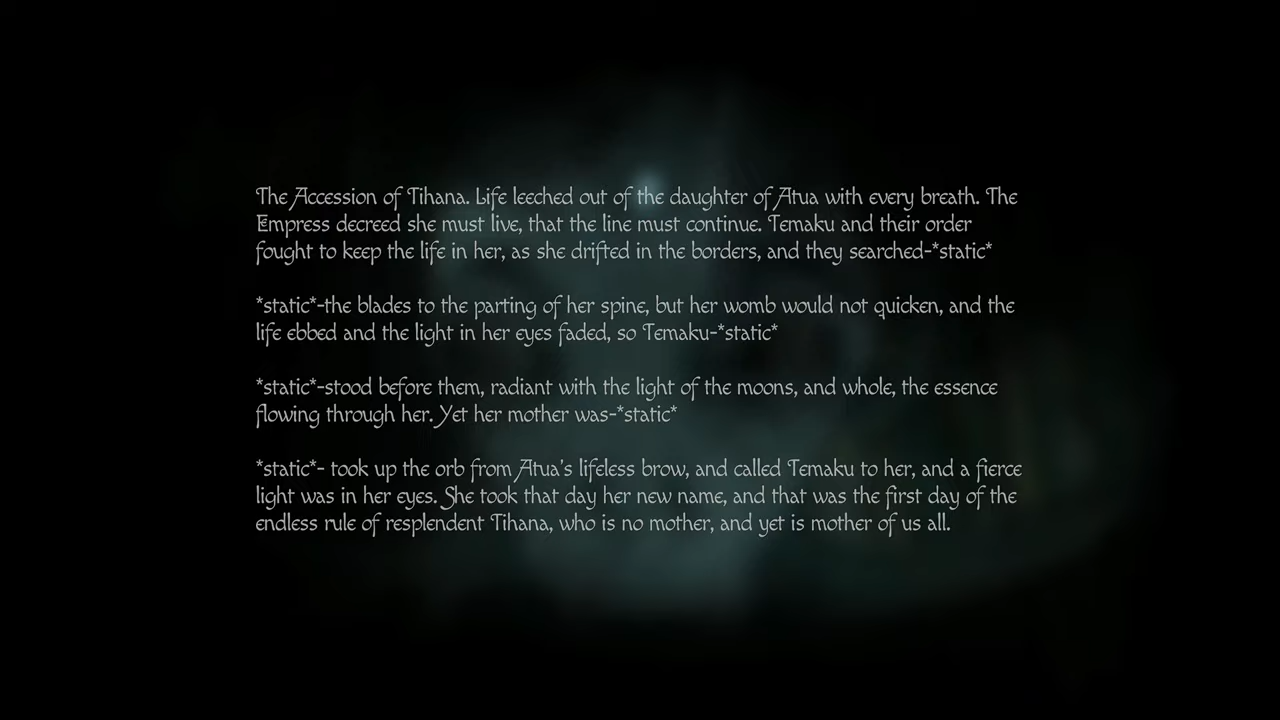 The Accession of Tihana. Life leeched out of the daughter of Atua with every breath. The
Empress decreed she must live, that the line must continue. Temaku and their order
fought to keep the life in her, as she drifted in the borders, and they searched-*static*
*static*-the blades to the parting of her spine, but her womb would not quicken, and the
life ebbed and the light in her eyes faded, so Temaku-*static*
*static*-stood before them, radiant with the light of the moons, and whole, the essence
flowing through her. Yet her mother was-*static*
*static*- took up the orb from Atua's lifeless brow, and called Temaku to her, and a fierce
light was in her eyes. She took that day her new name, and that was the first day of the
endless rule of resplendent Tihana, who is no mother, and yet is mother of us all.